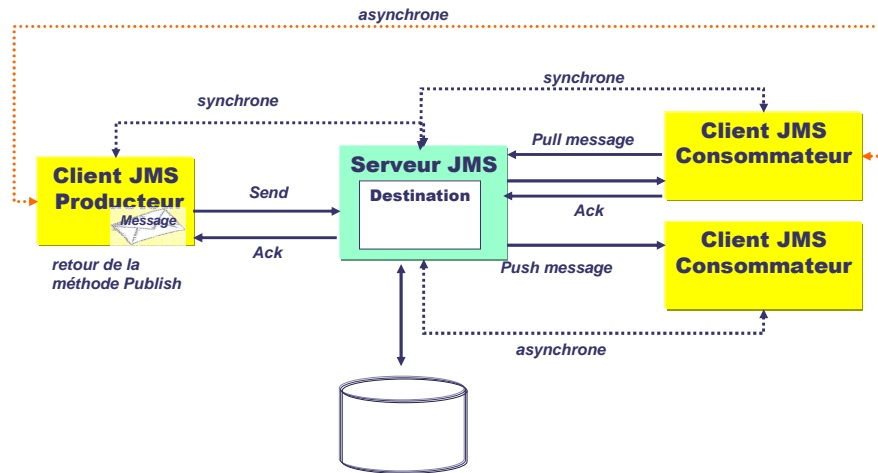 asynchrone
synchrone
synchrone
Client JMS
Producteur
Message
retour de la
méthode Publish
Send
Ack
Serveur JMS
Destination
Pull message
Ack
Push message
asynchrone
Client JMS
Consommateur
Client JMS
Consommateur